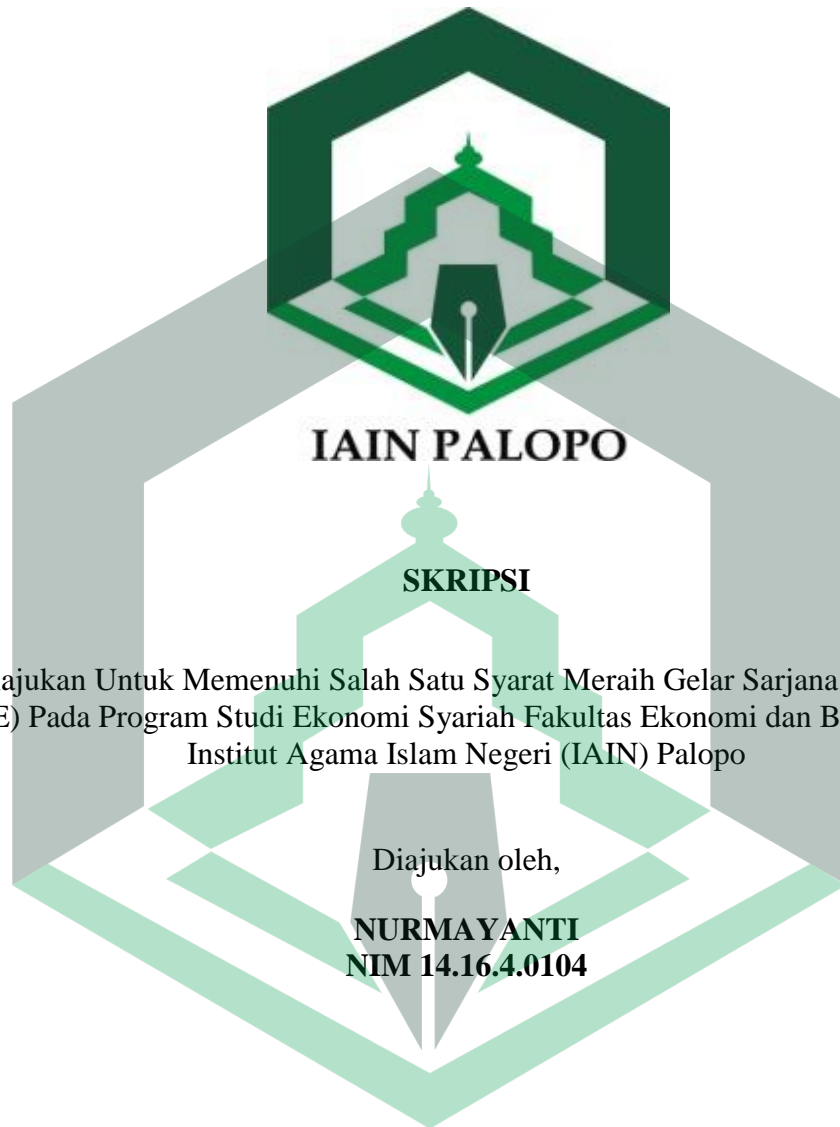 IAIN PALOPO
SKRIPSI
ajukan Untuk Memenuhi Salah Satu Syarat Meraih Gelar Sarjana
E) Pada Program Studi Ekonomi Syariah Fakultas Ekonomi dan B
Institut Agama Islam Negeri (IAIN) Palopo
Diajukan oleh,
NURMAYANTI
NIM 14.16.4.0104